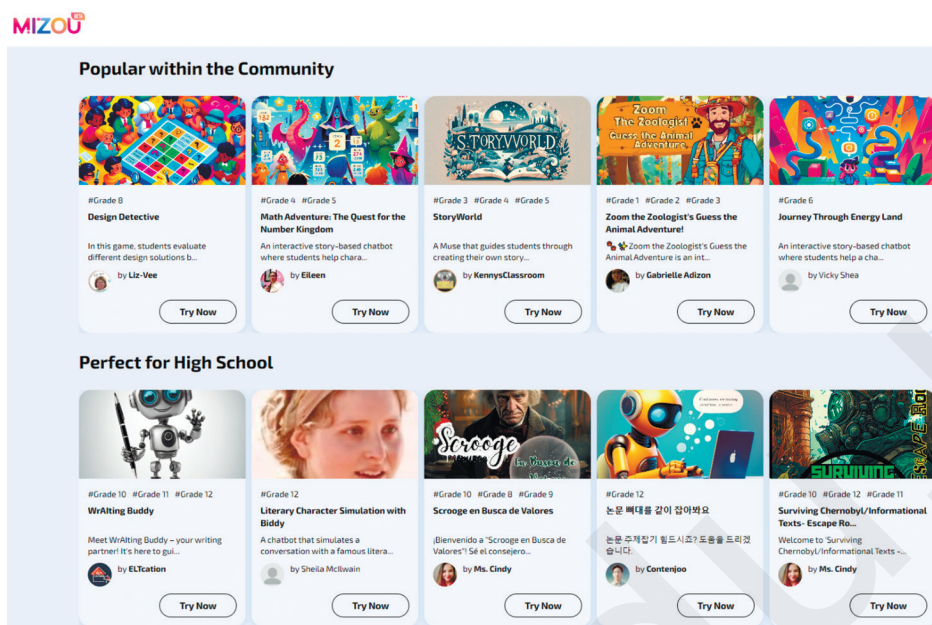 MIZOU BETA
Popular within the Community
STORYWORLD
Zoom
The Zoologist's
Guess the Animal
Adventure
#Grade 8
Design Detective
In this game, students evaluate
different design solutions b...
by Liz-Vee
Try Now
#Grade 4 #Grade 5
Math Adventure: The Quest for the
Number Kingdom
An interactive story-based chatbot
where students help chara...
by Eileen
Try Now
#Grade 3 #Grade 4 #Grade 5
StoryWorld
A Muse that guides students through
creating their own story...
by KennysClassroom
Try Now
#Grade 1 #Grade 2 #Grade 3
Zoom the Zoologist's Guess the
Animal Adventure!
Zoom the Zoologist's Guess the
Animal Adventure is an int...
by Gabrielle Adizon
Try Now
#Grade 6
Journey Through Energy Land
An interactive story-based chatbot
where students help a cha...
by Vicky Shea
Try Now
Perfect for High School
Scrooge
En Busca de
SURVIVING
ESCAPE
#Grade 10 #Grade 11 #Grade 12
WrAIting Buddy
Meet WrAIting Buddy – your writing
partner! It's here to gui...
by ELTcation
Try Now
#Grade 12
Literary Character Simulation with
Biddy
A chatbot that simulates a
conversation with a famous litera...
by Sheila McIlwain
Try Now
#Grade 10 #Grade 8 #Grade 9
Scrooge en Busca de Valores
¡Bienvenido a "Scrooge en Busca de
Valores"! Sé el consejero...
by Ms. Cindy
Try Now
#Grade 12
논문 뼈대를 같이 잡아봐요
논문 주제잡기 힘드시죠? 도움을 드리겠
습니다.
by Contenjoo
Try Now
#Grade 10 #Grade 12 #Grade 11
Surviving Chernobyl/Informational
Texts- Escape Ro...
Welcome to 'Surviving
Chernobyl/Informational Texts -...
by Ms. Cindy
Try Now